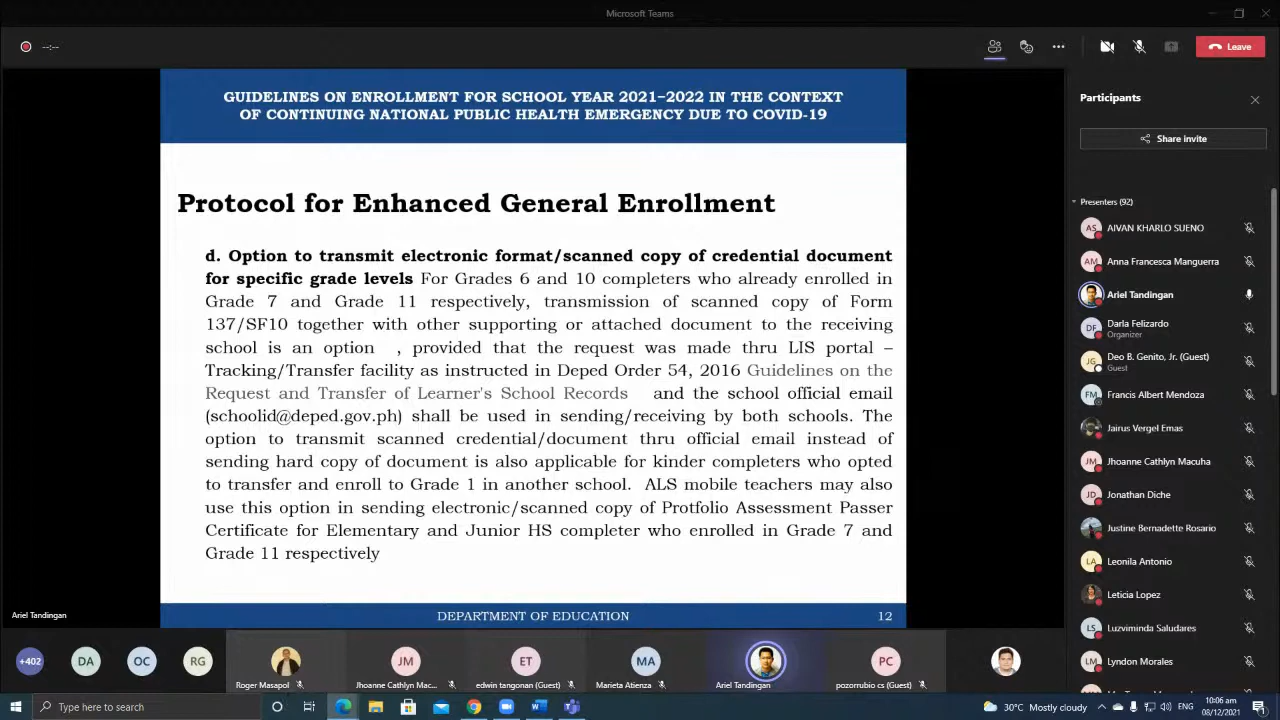 Microsoft Teams
--:--
Leave
GUIDELINES ON ENROLLMENT FOR SCHOOL YEAR 2021–2022 IN THE CONTEXT
OF CONTINUING NATIONAL PUBLIC HEALTH EMERGENCY DUE TO COVID-19
Protocol for Enhanced General Enrollment
d. Option to transmit electronic format/scanned copy of credential document
for specific grade levels For Grades 6 and 10 completers who already enrolled in
Grade 7 and Grade 11 respectively, transmission of scanned copy of Form
137/SF10 together with other supporting or attached document to the receiving
school is an option , provided that the request was made thru LIS portal –
Tracking/Transfer facility as instructed in Deped Order 54, 2016 Guidelines on the
Request and Transfer of Learner's School Records and the school official email
(schoolid@deped.gov.ph) shall be used in sending/receiving by both schools. The
option to transmit scanned credential/document thru official email instead of
sending hard copy of document is also applicable for kinder completers who opted
to transfer and enroll to Grade 1 in another school. ALS mobile teachers may also
use this option in sending electronic/scanned copy of Protfolio Assessment Passer
Certificate for Elementary and Junior HS completer who enrolled in Grade 7 and
Grade 11 respectively
DEPARTMENT OF EDUCATION 12
Ariel Tandingan
Participants
Share invite
Presenters (92)
AS AIVAN KHARLO SUENO
AM Anna Francesca Manguerra
Ariel Tandingan
DF Darla Felizardo
Organizer
JG Deo B. Genito, Jr. (Guest)
Guest
FM Francis Albert Mendoza
Jairus Vergel Emas
JM Jhoanne Cathlyn Macuha
JD Jonathan Diche
Justine Bernadette Rosario
LA Leonila Antonio
Leticia Lopez
LS Luzviminda Saludares
LM Lyndon Morales
+402 DA OC RG JM ET MA PC
Roger Masapol Jhoanne Cathlyn Mac... edwin tangonan (Guest) Marieta Atienza Ariel Tandingan pozorrubio cs (Guest)
Type here to search
30°C Mostly cloudy ENG
10:06 am
08/12/2021